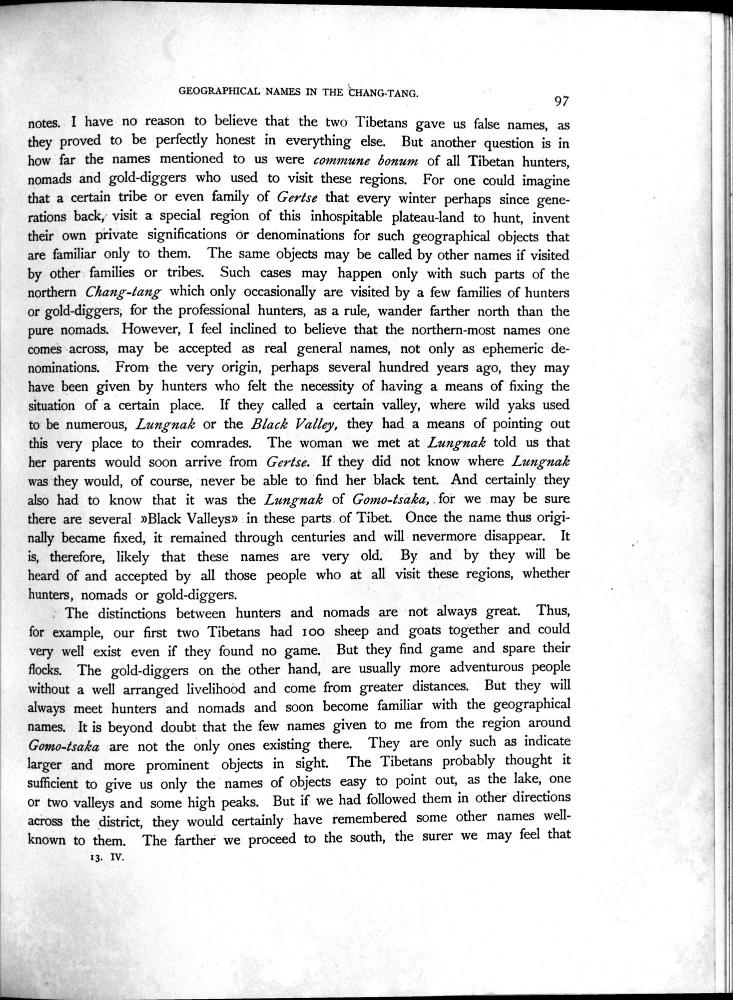 GEOGRAPHICAL NAMES IN THE CHANG-TANG.
97
notes. I have no reason to believe that the two Tibetans gave us false names, as
they proved to be perfectly honest in everything else. But another question is in
how far the names mentioned to us were commune bonum of all Tibetan hunters,
nomads and gold-diggers who used to visit these regions. For one could imagine
that a certain tribe or even family of Gertse that every winter perhaps since gene-
rations back, visit a special region of this inhospitable plateau-land to hunt, invent
their own private significations or denominations for such geographical objects that
are familiar only to them. The same objects may be called by other names if visited
by other families or tribes. Such cases may happen only with such parts of the
northern Chang-tang which only occasionally are visited by a few families of hunters
or gold-diggers, for the professional hunters, as a rule, wander farther north than the
pure nomads. However, I feel inclined to believe that the northern-most names one
comes across, may be accepted as real general names, not only as ephemeric de-
nominations. From the very origin, perhaps several hundred years ago, they may
have been given by hunters who felt the necessity of having a means of fixing the
situation of a certain place. If they called a certain valley, where wild yaks used
to be numerous, Lungnak or the Black Valley, they had a means of pointing out
this very place to their comrades. The woman we met at Lungnak told us that
her parents would soon arrive from Gertse. If they did not know where Lungnak
was they would, of course, never be able to find her black tent. And certainly they
also had to know that it was the Lungnak of Gomo-tsaka, for we may be sure
there are several »Black Valleys» in these parts of Tibet. Once the name thus origi-
nally became fixed, it remained through centuries and will nevermore disappear. It
is, therefore, likely that these names are very old. By and by they will be
heard of and accepted by all those people who at all visit these regions, whether
hunters, nomads or gold-diggers.
The distinctions between hunters and nomads are not always great. Thus,
for example, our first two Tibetans had 100 sheep and goats together and could
very well exist even if they found no game. But they find game and spare their
flocks. The gold-diggers on the other hand, are usually more adventurous people
without a well arranged livelihood and come from greater distances. But they will
always meet hunters and nomads and soon become familiar with the geographical
names. It is beyond doubt that the few names given to me from the region around
Gomo-tsaka are not the only ones existing there. They are only such as indicate
larger and more prominent objects in sight. The Tibetans probably thought it
sufficient to give us only the names of objects easy to point out, as the lake, one
or two valleys and some high peaks. But if we had followed them in other directions
across the district, they would certainly have remembered some other names well-
known to them. The farther we proceed to the south, the surer we may feel that
13. IV.